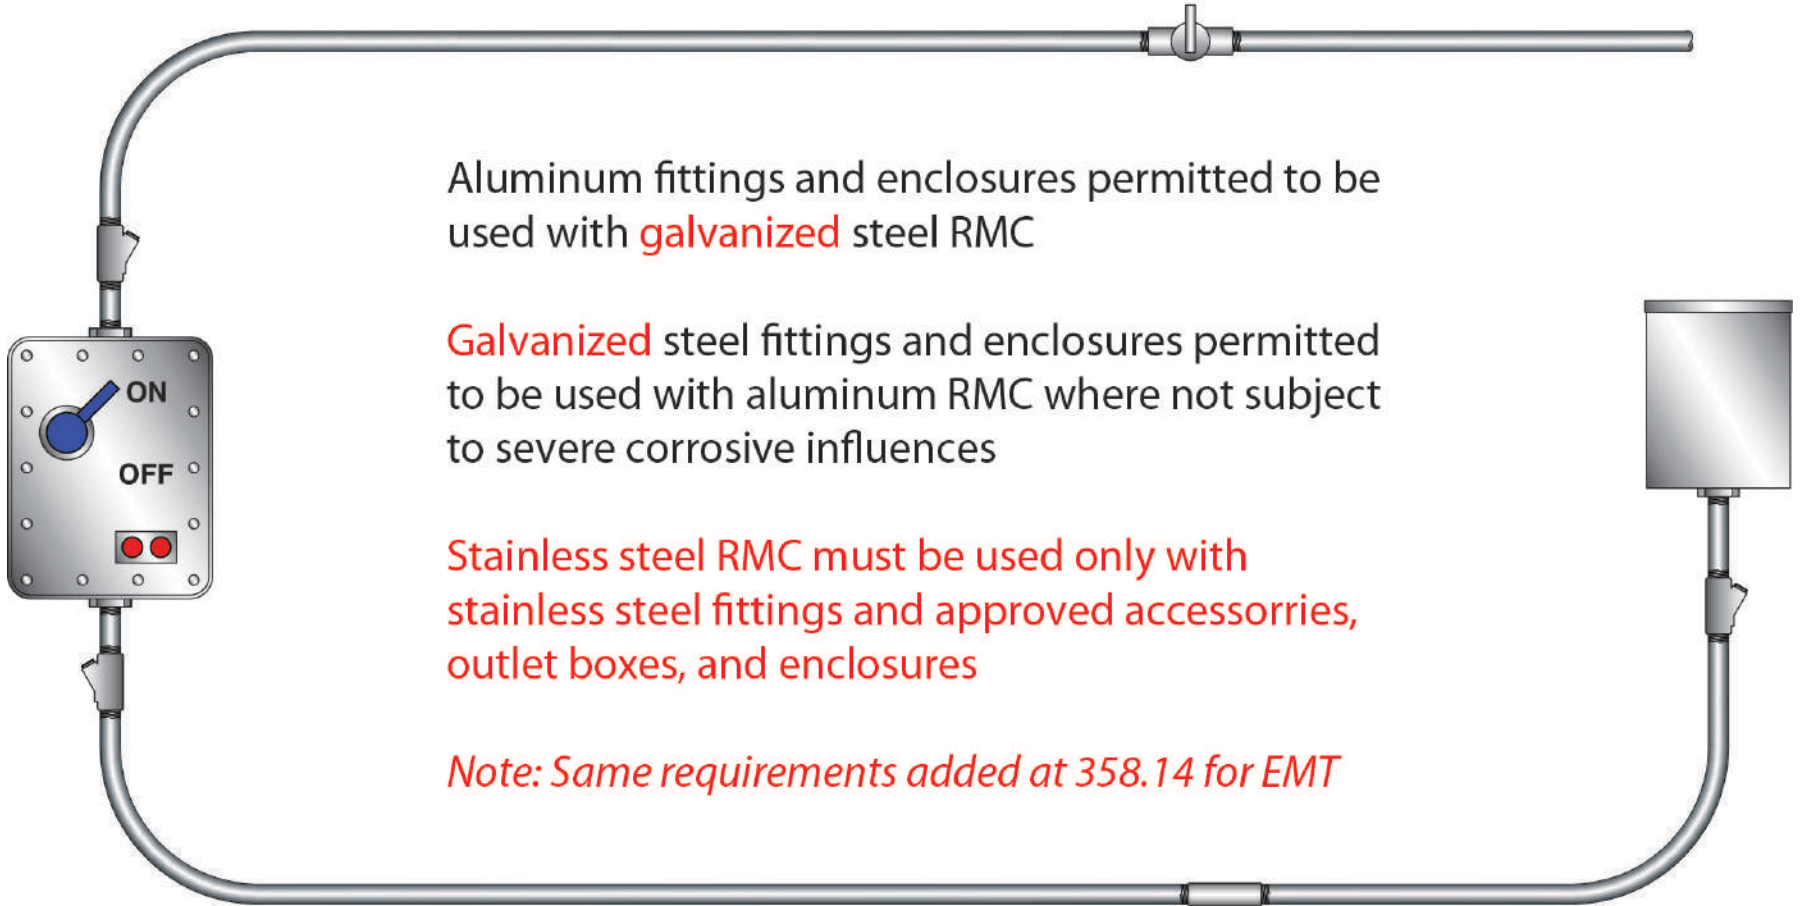 Aluminum fittings and enclosures permitted to be
used with galvanized steel RMC
Galvanized steel fittings and enclosures permitted
to be used with aluminum RMC where not subject
to severe corrosive influences
Stainless steel RMC must be used only with
stainless steel fittings and approved accessorries,
outlet boxes, and enclosures
Note: Same requirements added at 358.14 for EMT
ON
OFF